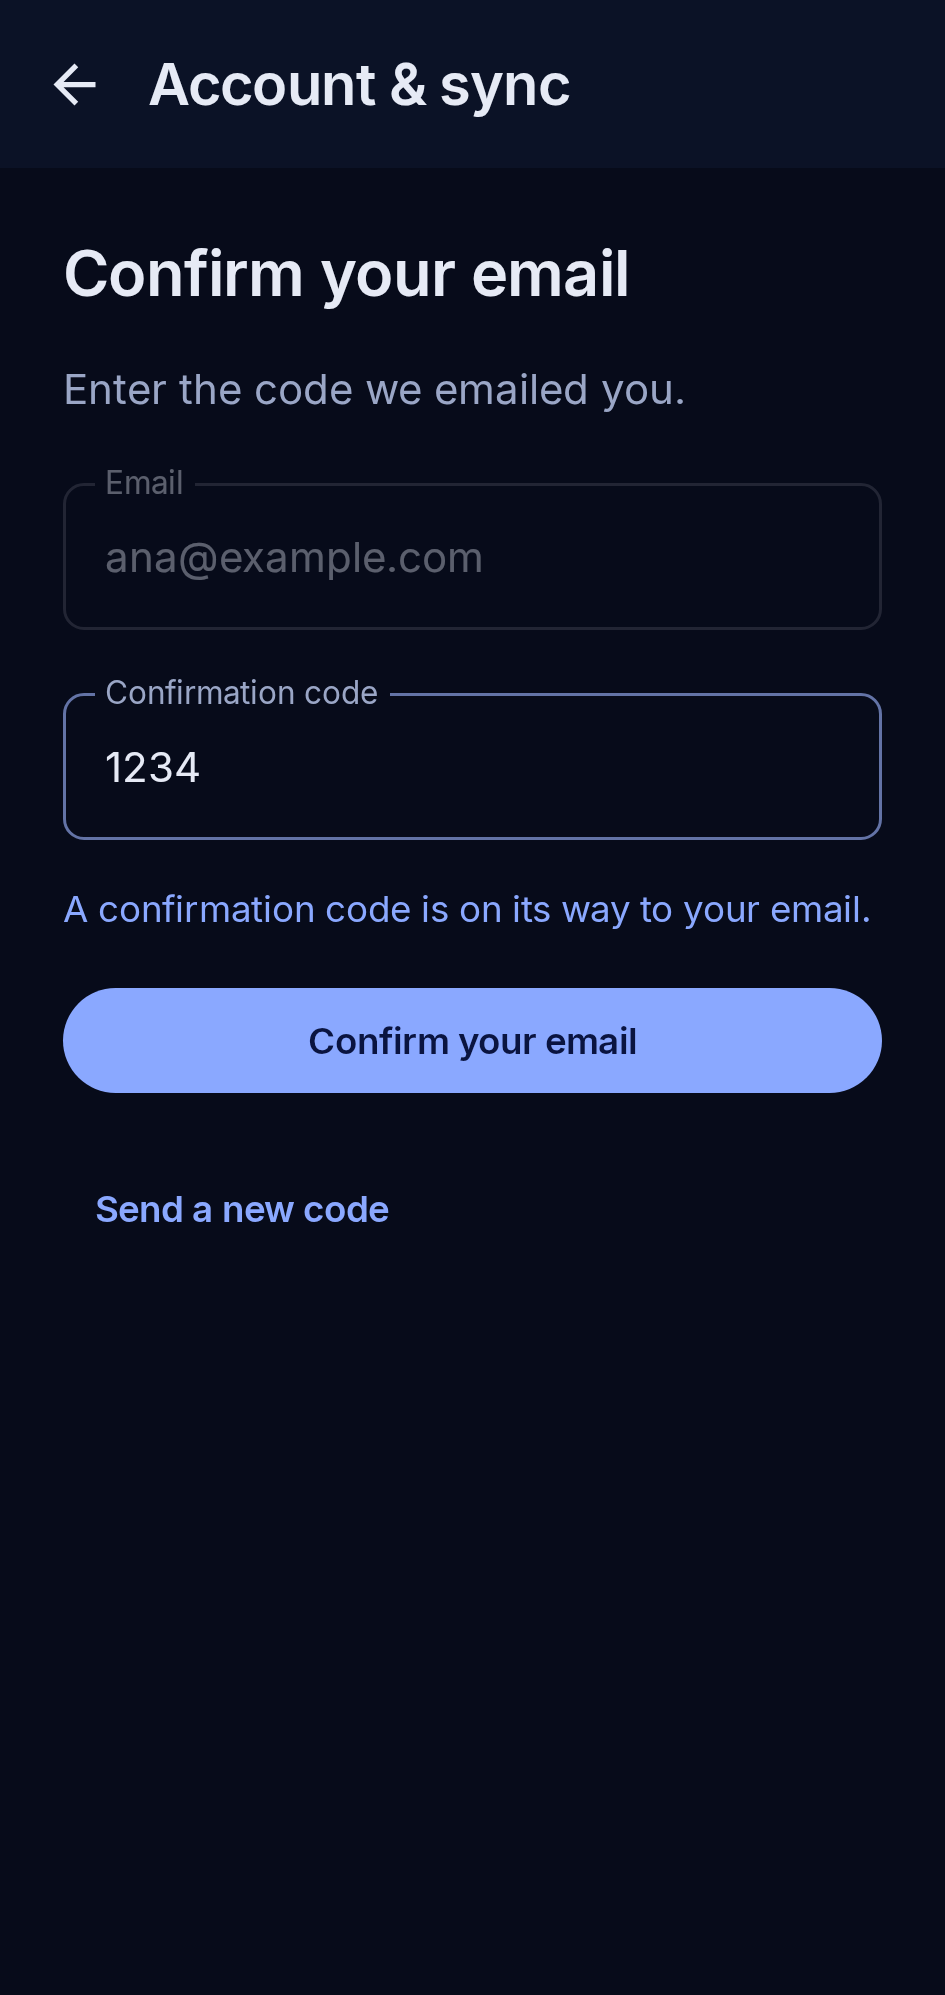 Account & sync
Confirm your email
Enter the code we emailed you.
Email
ana@example.com
Confirmation code
1234
A confirmation code is on its way to your email.
Confirm your email
Send a new code